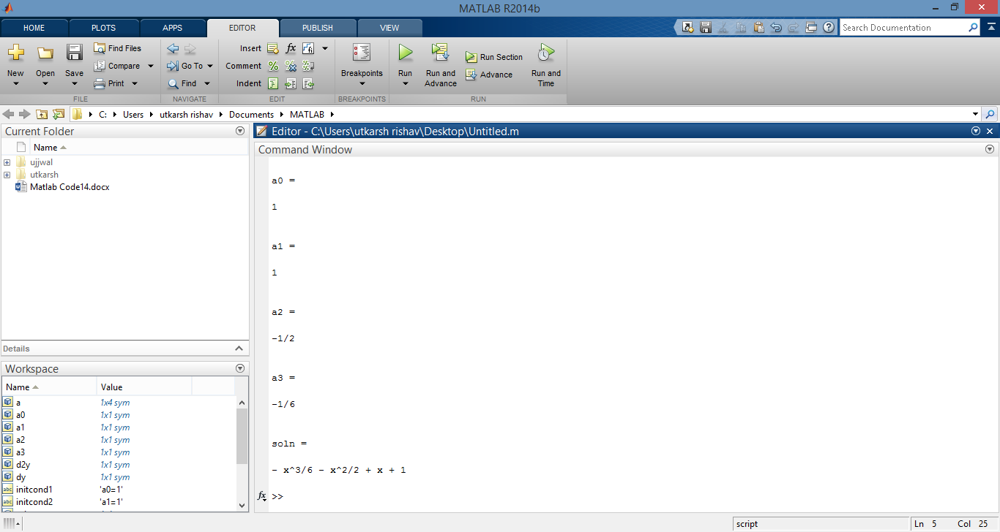 MATLAB R2014b
HOME PLOTS APPS EDITOR PUBLISH VIEW
Search Documentation
New Open Save
Find Files
Compare
Print
FILE
Go To
Find
NAVIGATE
Insert fx fi
Comment % % %
Indent
EDIT
Breakpoints
BREAKPOINTS
Run
Run and Advance
Run Section
Advance
Run and Time
RUN
C: Users utkarsh rishav Documents MATLAB
Current Folder
Name
ujjwal
utkarsh
Matlab Code14.docx
Details
Workspace
Name Value
a 1x4 sym
a0 1x1 sym
a1 1x1 sym
a2 1x1 sym
a3 1x1 sym
d2y 1x1 sym
dy 1x1 sym
abc initcond1 'a0=1'
abc initcond2 'a1=1'
Editor - C:\Users\utkarsh rishav\Desktop\Untitled.m
Command Window
a0 =
1
a1 =
1
a2 =
-1/2
a3 =
-1/6
soln =
- x^3/6 - x^2/2 + x + 1
fx >>
script Ln 5 Col 25